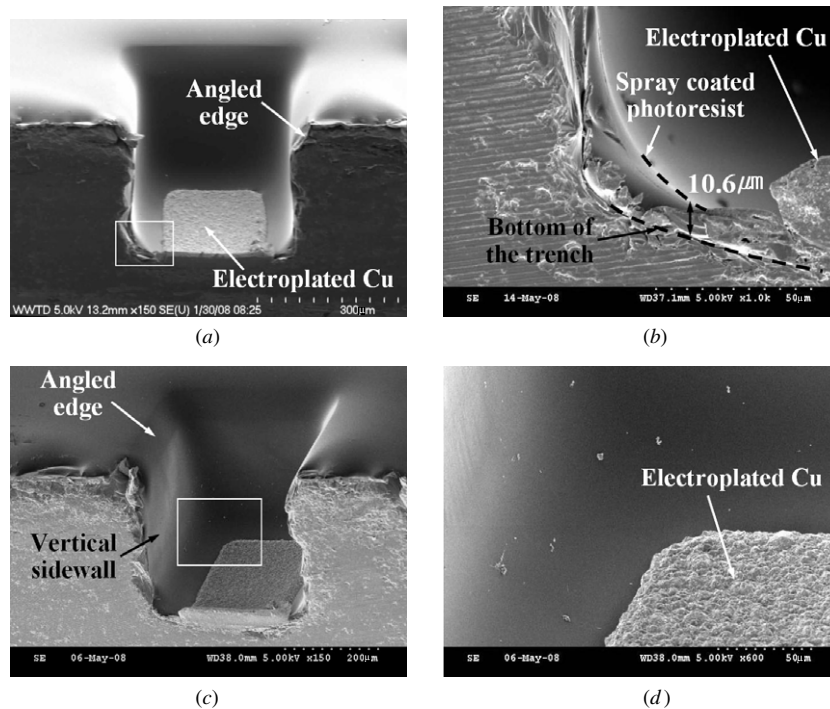 Angled
edge
Electroplated Cu
WWTD 5.0kV 13.2mm x150 SE(U) 1/30/08 08:25 300μm
(a)
Electroplated Cu
Spray coated
photoresist
10.6㎛
Bottom of
the trench
SE 14-May-08 WD37.1mm 5.00kV x1.0k 50μm
(b)
Angled
edge
Vertical
sidewall
SE 06-May-08 WD38.0mm 5.00kV x150 200μm
(c)
Electroplated Cu
SE 06-May-08 WD38.0mm 5.00kV x600 50μm
(d)